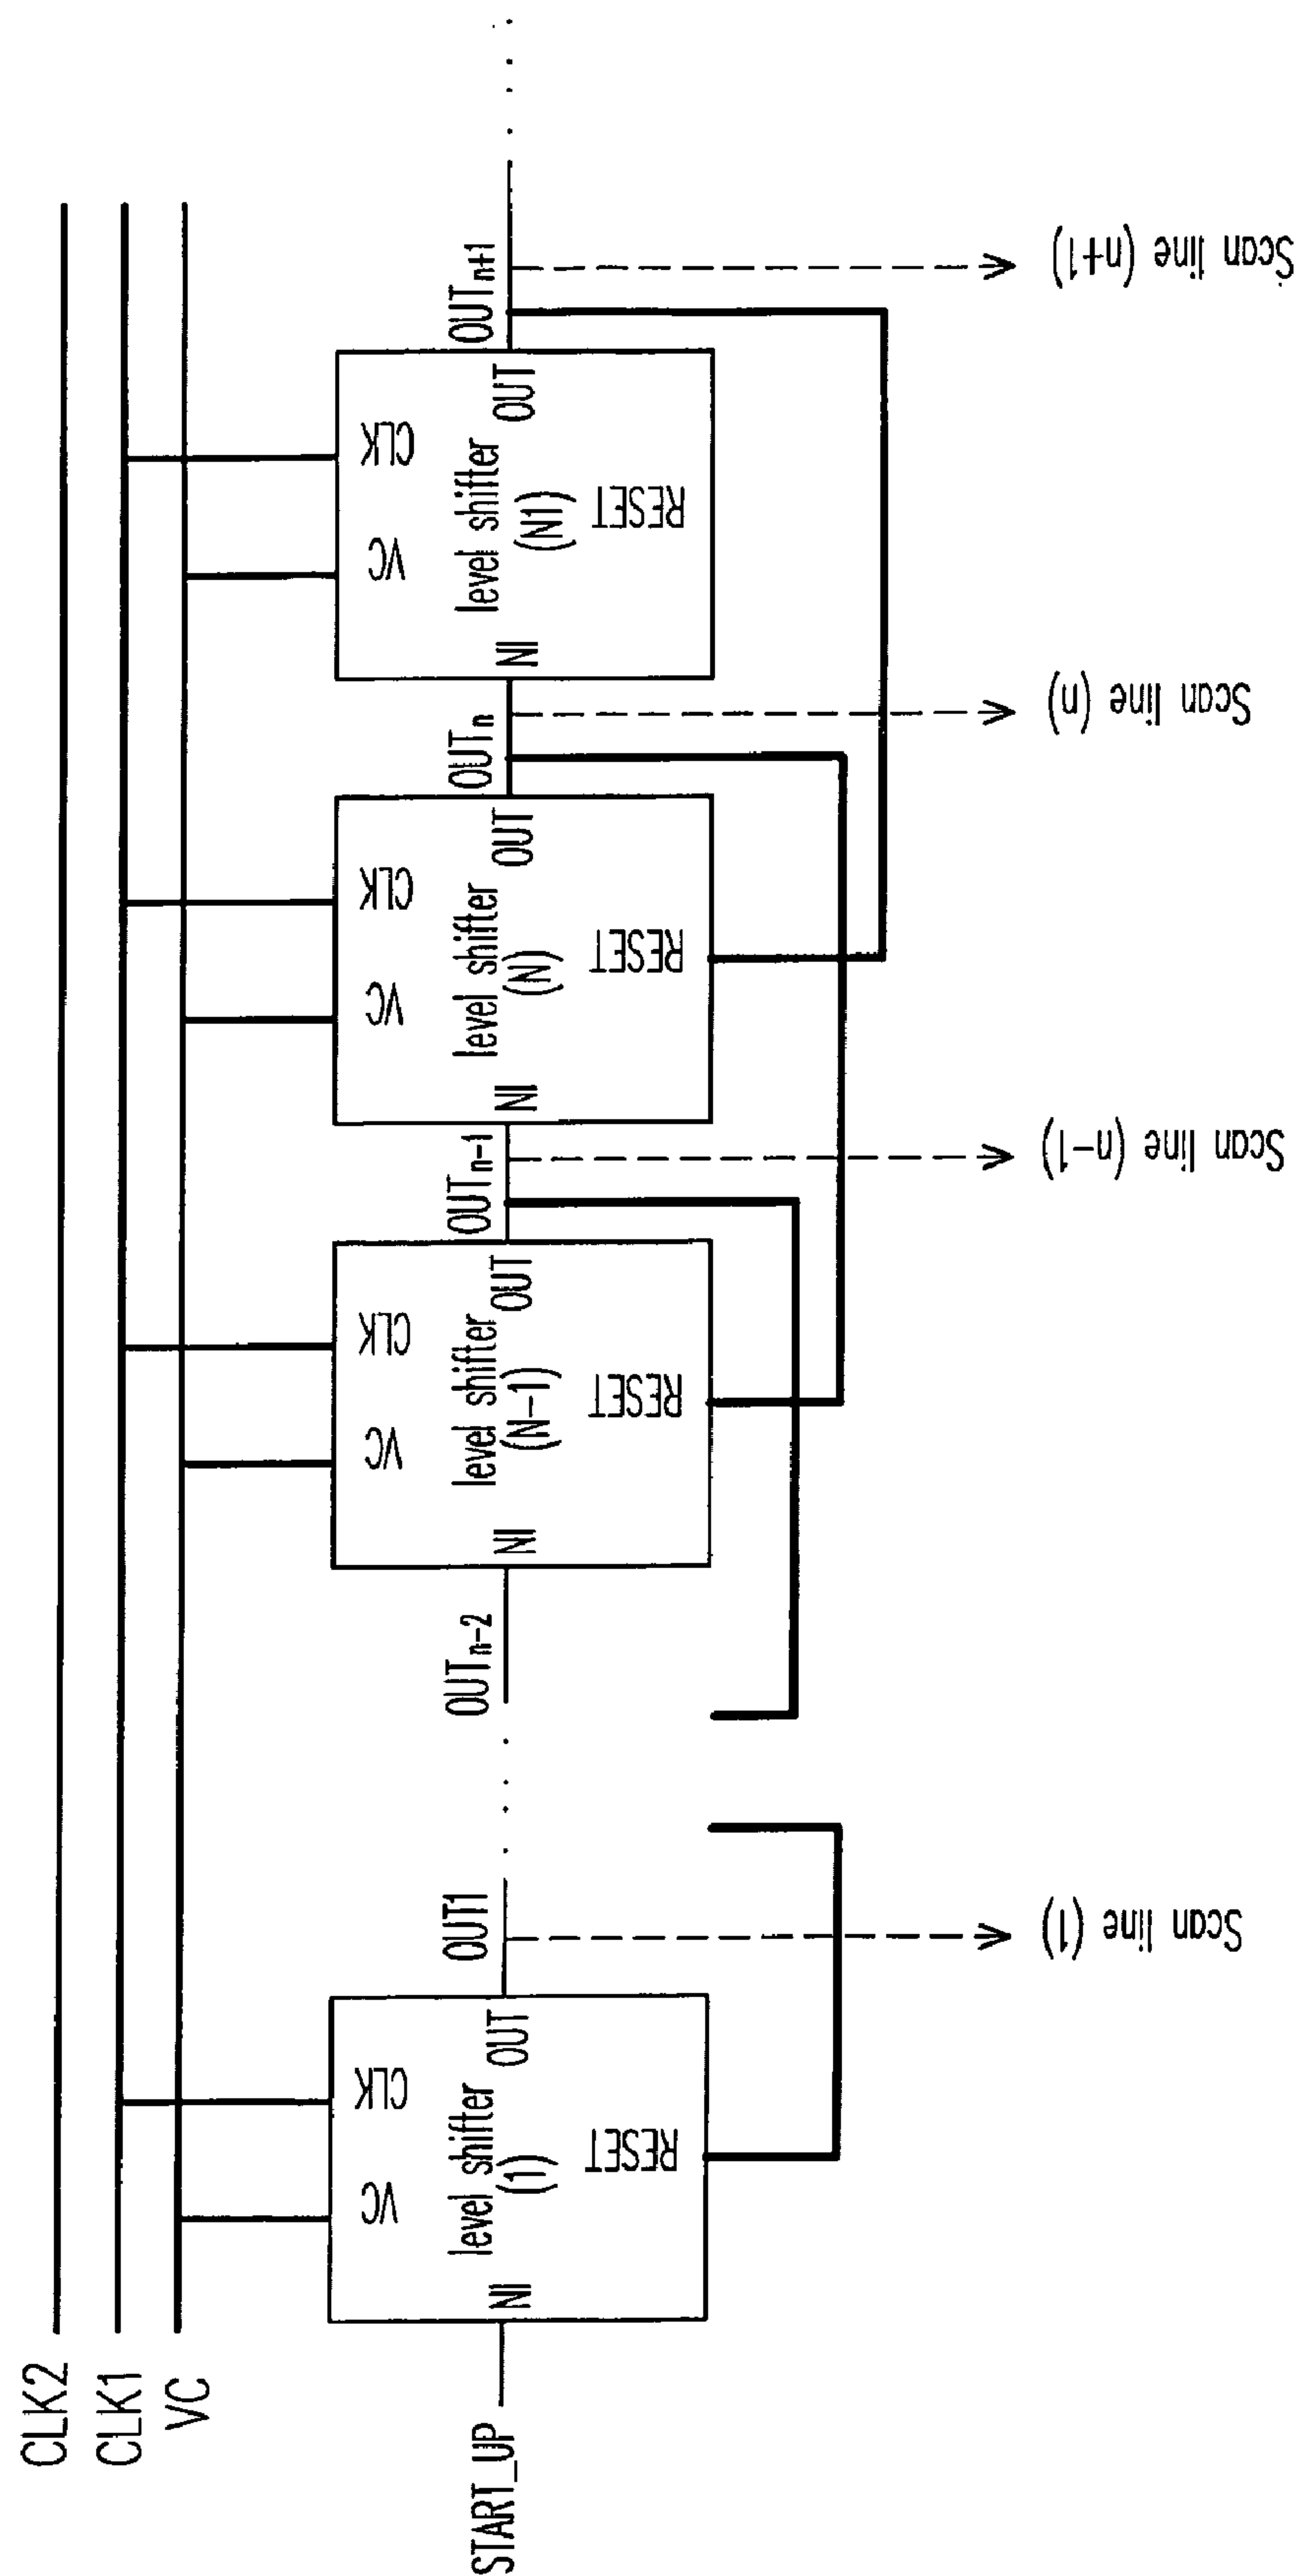 CLK2
CLK1
VC
START_UP
IN
VC
CLK
level shifter
(1)
OUT
RESET
OUT1
Scan line (1)
OUTn-2
IN
VC
CLK
level shifter
(N-1)
OUT
RESET
OUTn-1
Scan line (n-1)
IN
VC
CLK
level shifter
(N)
OUT
RESET
OUTn
Scan line (n)
IN
VC
CLK
level shifter
(N1)
OUT
RESET
OUTn+1
Scan line (n+1)